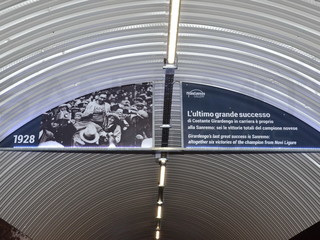 1928
L'ultimo grande successo
di Costante Girardengo in carriera è proprio
alla Sanremo: sei le vittorie totali del campione novese
Girardengo's last great success is Sanremo:
altogether six victories of the champion from Novi Ligure